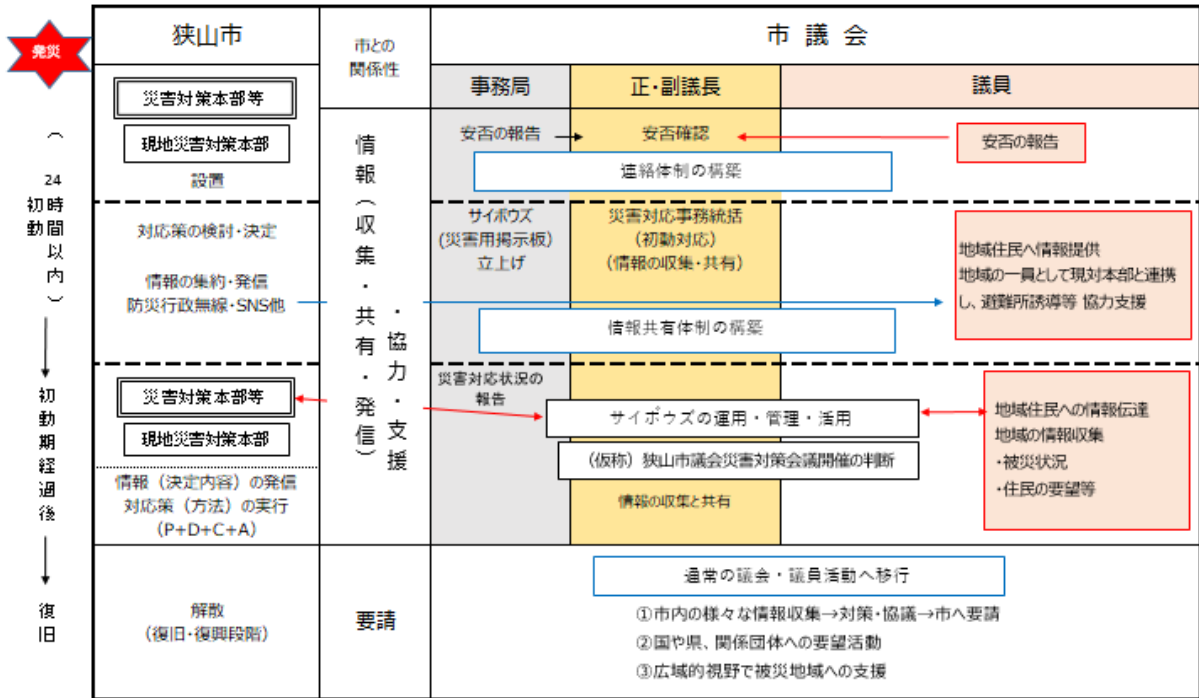 発災
狭山市
市との
関係性
市議会
事務局
正・副議長
議員
初動
(24時間以内)
災害対策本部等
現地災害対策本部
設置
情報(収集・共有・発信)
・協力・支援
安否の報告
安否確認
安否の報告
連絡体制の構築
対応策の検討・決定
情報の集約・発信
防災行政無線・SNS他
サイボウズ
(災害用掲示板)
立上げ
災害対応事務統括
(初動対応)
(情報の収集・共有)
情報共有体制の構築
地域住民へ情報提供
地域の一員として現対本部と連携
し、避難所誘導等 協力支援
初動期経過後
災害対策本部等
現地災害対策本部
情報(決定内容)の発信
対応策(方法)の実行
(P+D+C+A)
災害対応状況の
報告
サイボウズの運用・管理・活用
(仮称)狭山市議会災害対策会議開催の判断
情報の収集と共有
地域住民への情報伝達
地域の情報収集
・被災状況
・住民の要望等
復旧
解散
(復旧・復興段階)
要請
通常の議会・議員活動へ移行
①市内の様々な情報収集→対策・協議→市へ要請
②国や県、関係団体への要望活動
③広域的視野で被災地域への支援